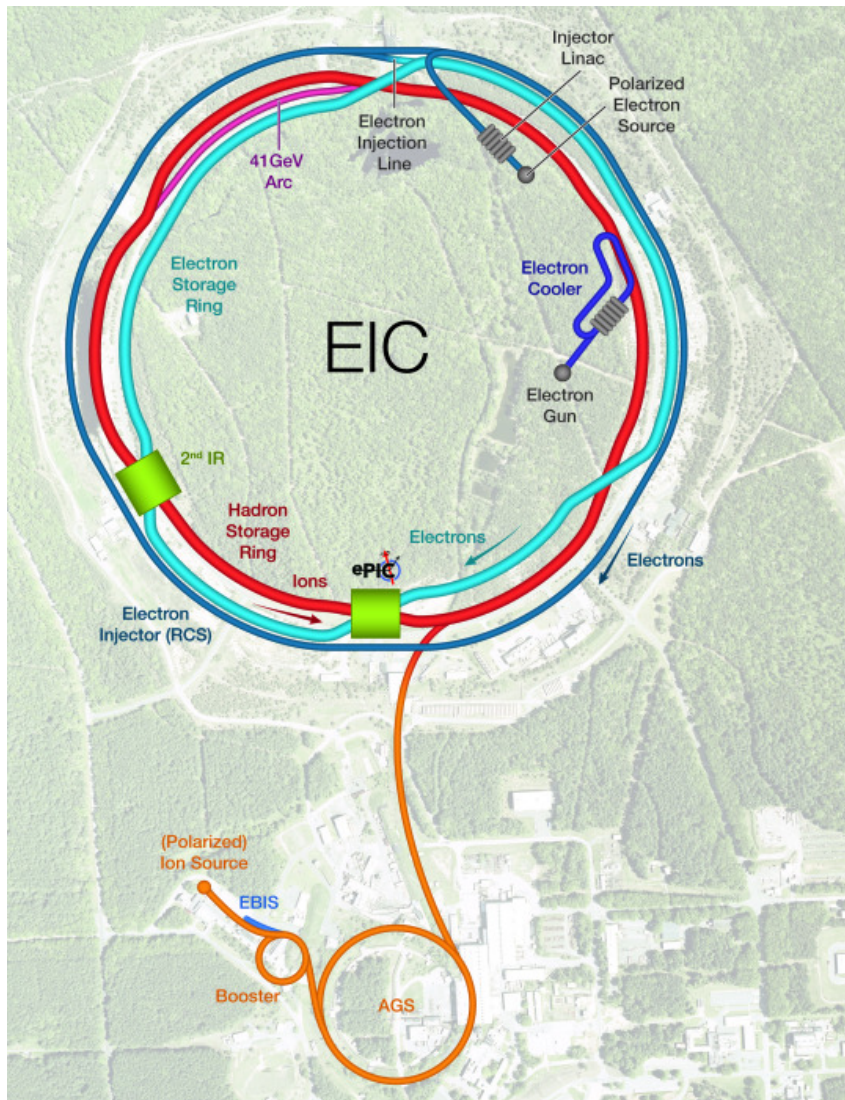 Injector
Linac
Polarized
Electron
Source
Electron
Injection
Line
41GeV
Arc
Electron
Storage
Ring
Electron
Cooler
EIC
Electron
Gun
2nd IR
Hadron
Storage
Ring
Electrons
ePIC
Ions
Electrons
Electron
Injector (RCS)
(Polarized)
Ion Source
EBIS
Booster
AGS